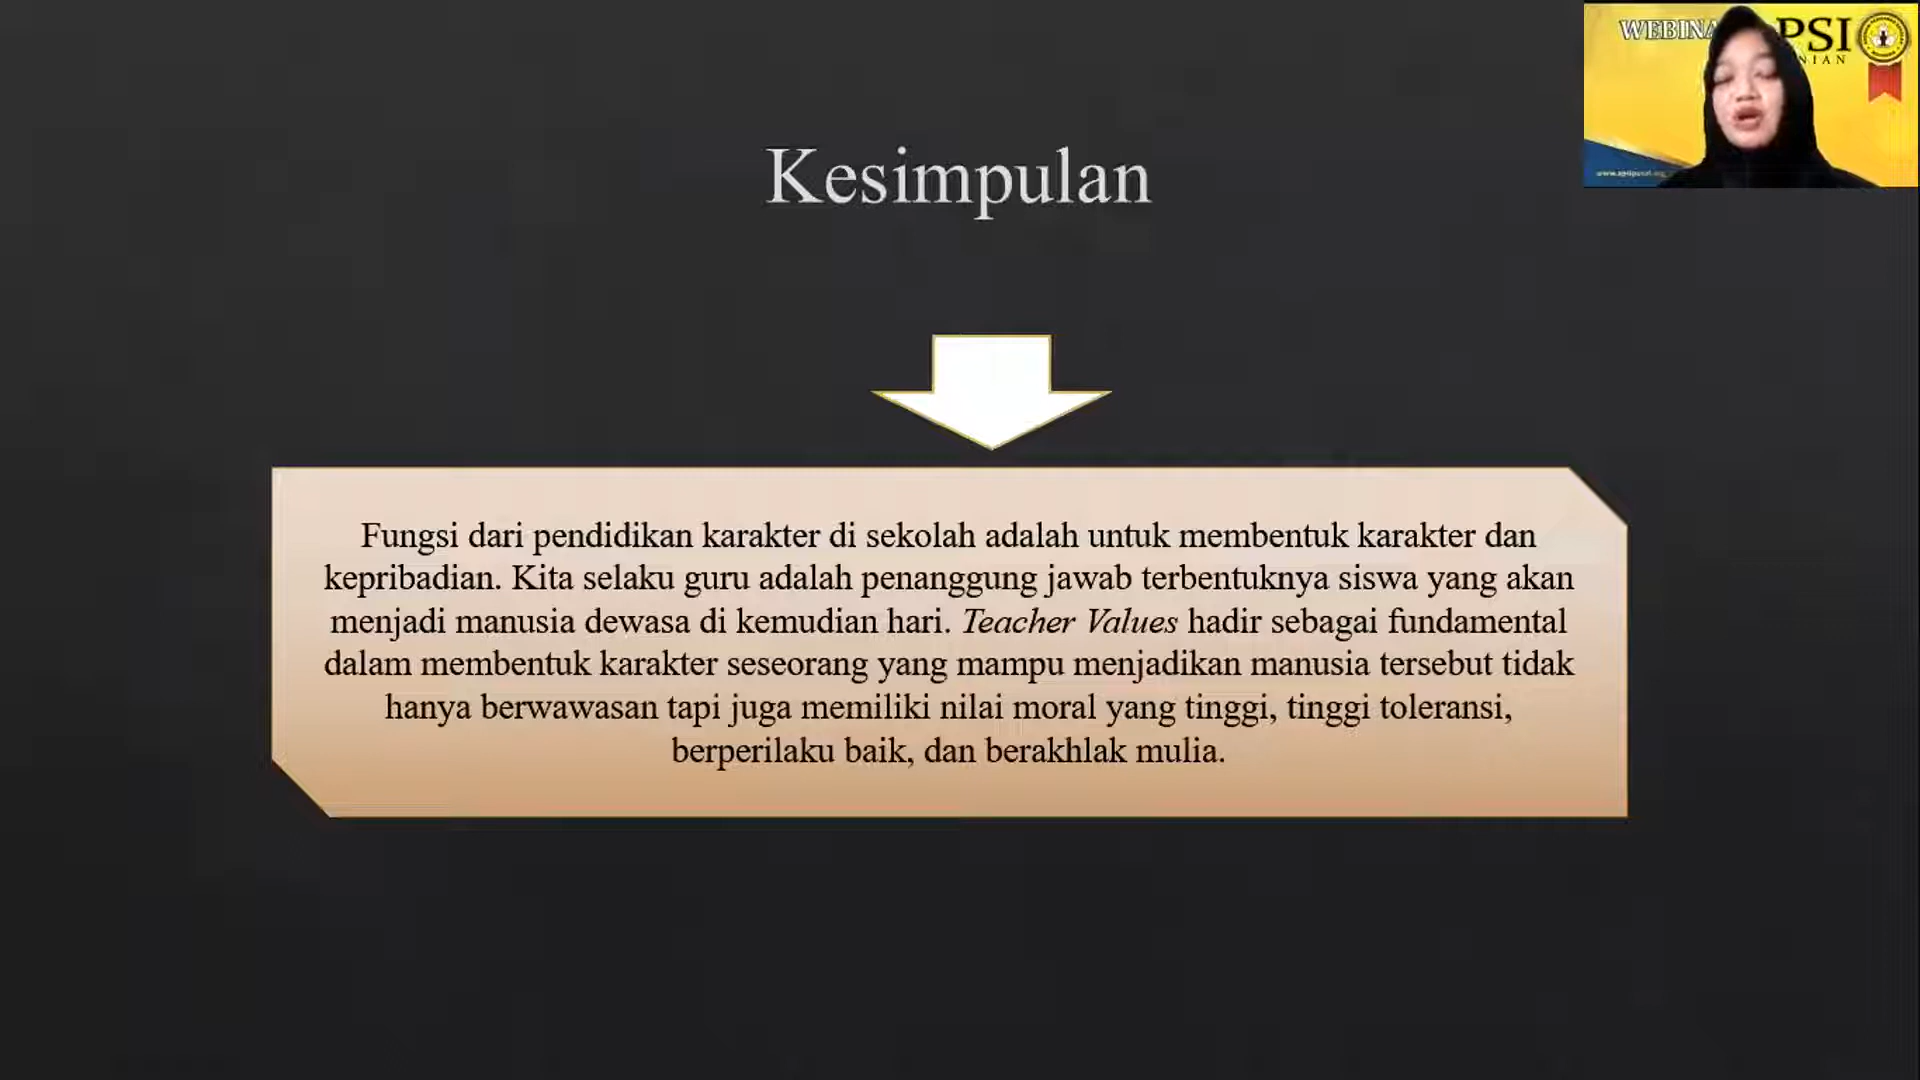 WEBINA
PSI
NIAN
Kesimpulan
Fungsi dari pendidikan karakter di sekolah adalah untuk membentuk karakter dan
kepribadian. Kita selaku guru adalah penanggung jawab terbentuknya siswa yang akan
menjadi manusia dewasa di kemudian hari. Teacher Values hadir sebagai fundamental
dalam membentuk karakter seseorang yang mampu menjadikan manusia tersebut tidak
hanya berwawasan tapi juga memiliki nilai moral yang tinggi, tinggi toleransi,
berperilaku baik, dan berakhlak mulia.